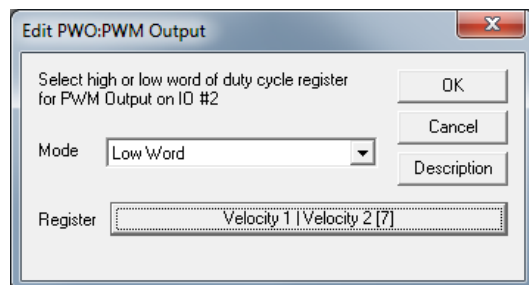 Edit PWO:PWM Output
Select high or low word of duty cycle register
for PWM Output on IO #2
OK
Cancel
Mode
Low Word
Description
Register
Velocity 1 | Velocity 2 [7]